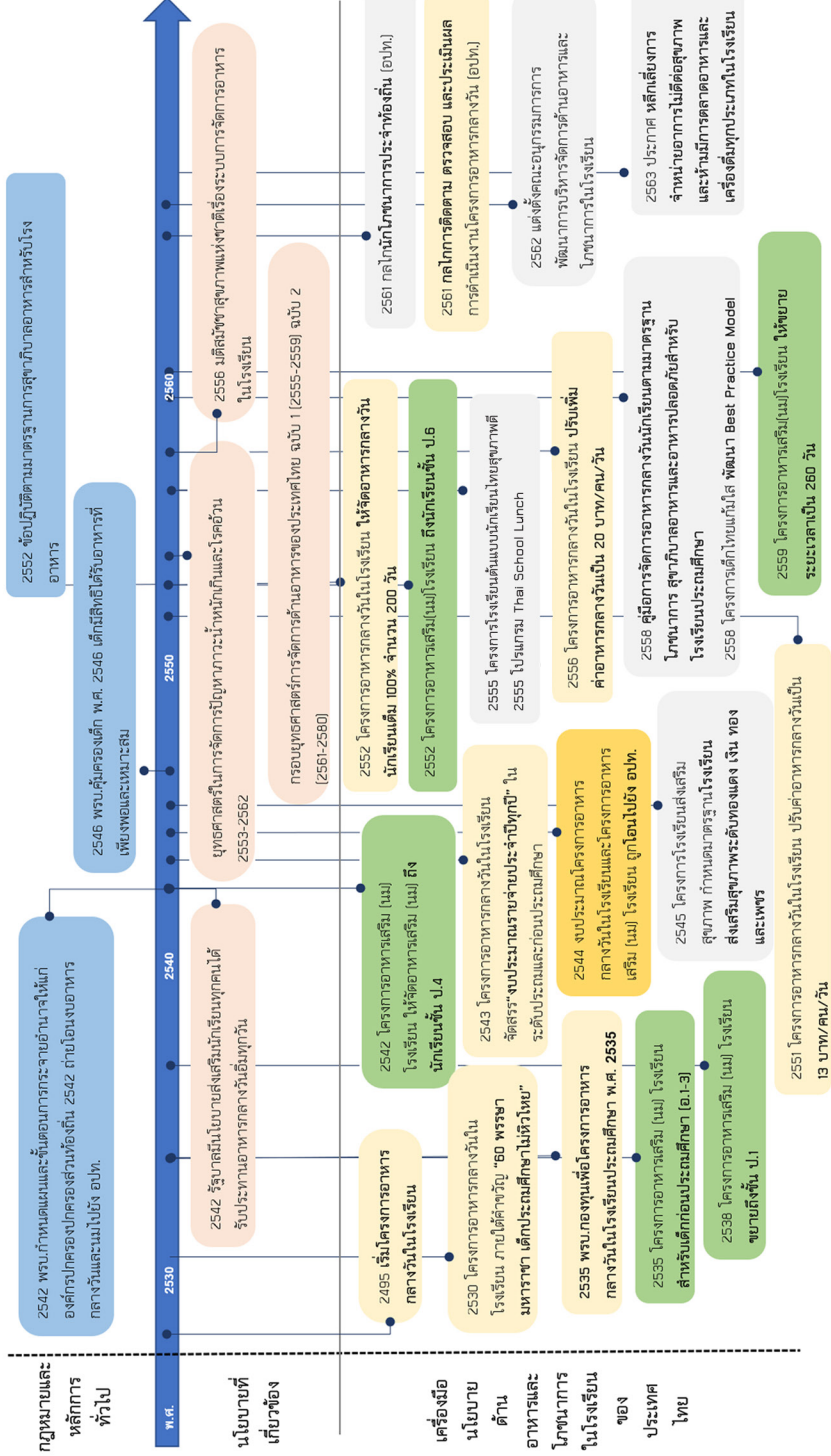 กฎหมายและ
หลักการ
ทั่วไป
2542 พรบ.กำหนดแผนและขั้นตอนการกระจายอำนาจให้แก่
องค์กรปกครองปกครองส่วนท้องถิ่น 2542 ถ่ายโอนงบอาหาร
กลางวันและนมไปยัง อปท.
2546 พรบ.คุ้มครองเด็ก พ.ศ. 2546 เด็กมีสิทธิได้รับอาหารที่
เพียงพอและเหมาะสม
2552 ข้อปฏิบัติตามมาตรฐานการสุขาภิบาลอาหารสำหรับโรง
อาหาร
พ.ศ.
2530
2540
2550
2560
นโยบายที่
เกี่ยวข้อง
2542 รัฐบาลมีนโยบายส่งเสริมนักเรียนทุกคนได้
รับประทานอาหารกลางวันอิ่มทุกวัน
ยุทธศาสตร์ในการจัดการปัญหาภาวะน้ำหนักเกินและโรคอ้วน
2553-2562
2556 มติสมัชชาสุขภาพแห่งชาติเรื่องระบบการจัดการอาหาร
ในโรงเรียน
กรอบยุทธศาสตร์การจัดการด้านอาหารของประเทศไทย ฉบับ 1 (2555-2559) ฉบับ 2
(2561-2580)
เครื่องมือ
นโยบาย
ด้าน
อาหารและ
โภชนาการ
ในโรงเรียน
ของ
ประเทศ
ไทย
2495 เริ่มโครงการอาหาร
กลางวันในโรงเรียน
2530 โครงการอาหารกลางวันใน
โรงเรียน ภายใต้คำขวัญ "60 พรรษา
มหาราชา เด็กประถมศึกษาไม่หิวโหย"
2535 พรบ.กองทุนเพื่อโครงการอาหาร
กลางวันในโรงเรียนประถมศึกษา พ.ศ. 2535
2535 โครงการอาหารเสริม (นม) โรงเรียน
สำหรับเด็กก่อนประถมศึกษา (อ.1-3)
2538 โครงการอาหารเสริม (นม) โรงเรียน
ขยายถึงชั้น ป.1
2542 โครงการอาหารเสริม (นม)
โรงเรียน ให้จัดอาหารเสริม (นม) ถึง
นักเรียนชั้น ป.4
2543 โครงการอาหารกลางวันในโรงเรียน
จัดสรร"งบประมาณรายจ่ายประจำปีทุกปี" ใน
ระดับประถมและก่อนประถมศึกษา
2544 งบประมาณโครงการอาหาร
กลางวันในโรงเรียนและโครงการอาหาร
เสริม (นม) โรงเรียน ถูกโอนไปยัง อปท.
2545 โครงการโรงเรียนส่งเสริม
สุขภาพ กำหนดมาตรฐานโรงเรียน
ส่งเสริมสุขภาพระดับทองแดง เงิน ทอง
และเพชร
2551 โครงการอาหารกลางวันในโรงเรียน ปรับค่าอาหารกลางวันเป็น
13 บาท/คน/วัน
2552 โครงการอาหารกลางวันในโรงเรียน ให้จัดอาหารกลางวัน
นักเรียนเต็ม 100% จำนวน 200 วัน
2552 โครงการอาหารเสริม(นม)โรงเรียน ถึงนักเรียนชั้น ป.6
2555 โครงการโรงเรียนต้นแบบนักเรียนไทยสุขภาพดี
2555 โปรแกรม Thai School Lunch
2556 โครงการอาหารกลางวันในโรงเรียน ปรับเพิ่ม
ค่าอาหารกลางวันเป็น 20 บาท/คน/วัน
2558 คู่มือการจัดการอาหารกลางวันนักเรียนตามมาตรฐาน
โภชนาการ สุขาภิบาลอาหารและอาหารปลอดภัยสำหรับ
โรงเรียนประถมศึกษา
2558 โครงการเด็กไทยแก้มใส พัฒนา Best Practice Model
2559 โครงการอาหารเสริม(นม)โรงเรียน ให้ขยาย
ระยะเวลาเป็น 260 วัน
2561 กลไกนักโภชนาการประจำท้องถิ่น (อปท.)
2561 กลไกการติดตาม ตรวจสอบ และประเมินผล
การดำเนินงานโครงการอาหารกลางวัน (อปท.)
2562 แต่งตั้งคณะอนุกรรมการการ
พัฒนาการบริหารจัดการด้านอาหารและ
โภชนาการในโรงเรียน
2563 ประกาศ หลีกเลี่ยงการ
จำหน่ายอาการไม่ดีต่อสุขภาพ
และห้ามมีการตลาดอาหารและ
เครื่องดื่มทุกประเภทในโรงเรียน